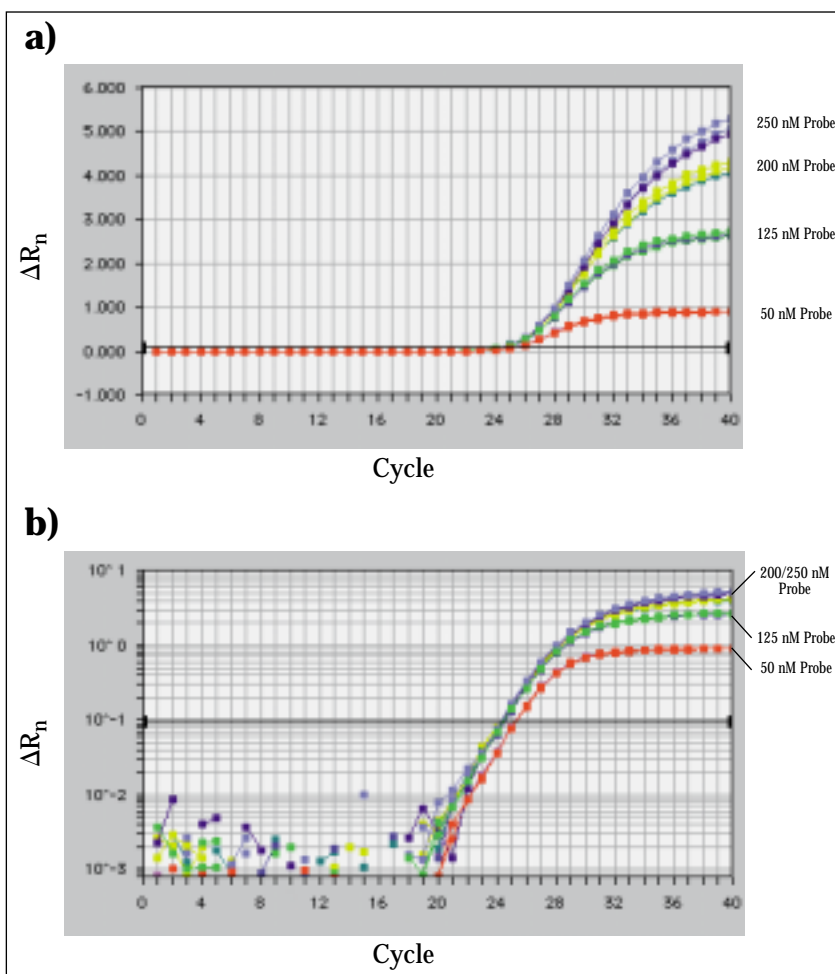 a)
6.000
5.000
4.000
3.000
2.000
1.000
0.000
-1.000
ΔRn
0 4 8 12 16 20 24 28 32 36 40
Cycle
250 nM Probe
200 nM Probe
125 nM Probe
50 nM Probe
b)
10^1
10^0
10^-1
10^-2
10^-3
ΔRn
0 4 8 12 16 20 24 28 32 36 40
Cycle
200/250 nM
Probe
125 nM Probe
50 nM Probe